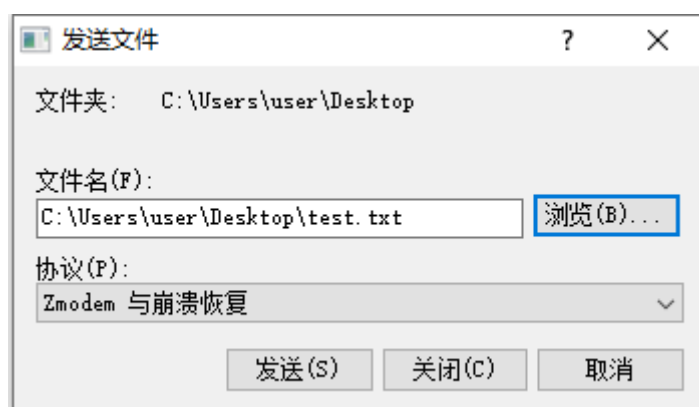 发送文件
文件夹: C:\Users\user\Desktop
文件名(F):
C:\Users\user\Desktop\test.txt 浏览(B)...
协议(P):
Zmodem 与崩溃恢复
发送(S) 关闭(C) 取消